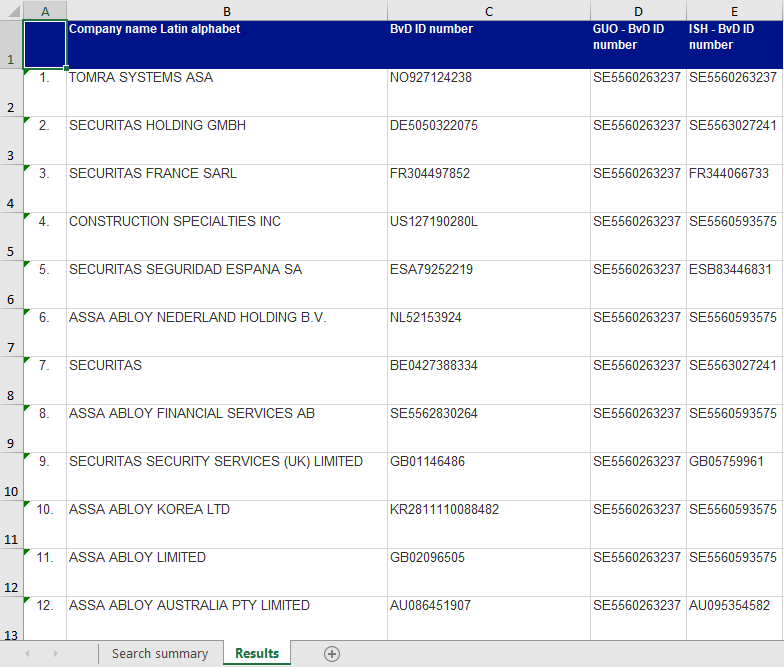 A B C D E
1 Company name Latin alphabet BvD ID number GUO - BvD ID number ISH - BvD ID number
2 1. TOMRA SYSTEMS ASA NO927124238 SE5560263237 SE5560263237
3 2. SECURITAS HOLDING GMBH DE5050322075 SE5560263237 SE5563027241
4 3. SECURITAS FRANCE SARL FR304497852 SE5560263237 FR344066733
5 4. CONSTRUCTION SPECIALTIES INC US127190280L SE5560263237 SE5560593575
6 5. SECURITAS SEGURIDAD ESPANA SA ESA79252219 SE5560263237 ESB83446831
7 6. ASSA ABLOY NEDERLAND HOLDING B.V. NL52153924 SE5560263237 SE5560593575
8 7. SECURITAS BE0427388334 SE5560263237 SE5563027241
9 8. ASSA ABLOY FINANCIAL SERVICES AB SE5562830264 SE5560263237 SE5560593575
10 9. SECURITAS SECURITY SERVICES (UK) LIMITED GB01146486 SE5560263237 GB05759961
11 10. ASSA ABLOY KOREA LTD KR2811110088482 SE5560263237 SE5560593575
12 11. ASSA ABLOY LIMITED GB02096505 SE5560263237 SE5560593575
13 12. ASSA ABLOY AUSTRALIA PTY LIMITED AU086451907 SE5560263237 AU095354582
Search summary Results